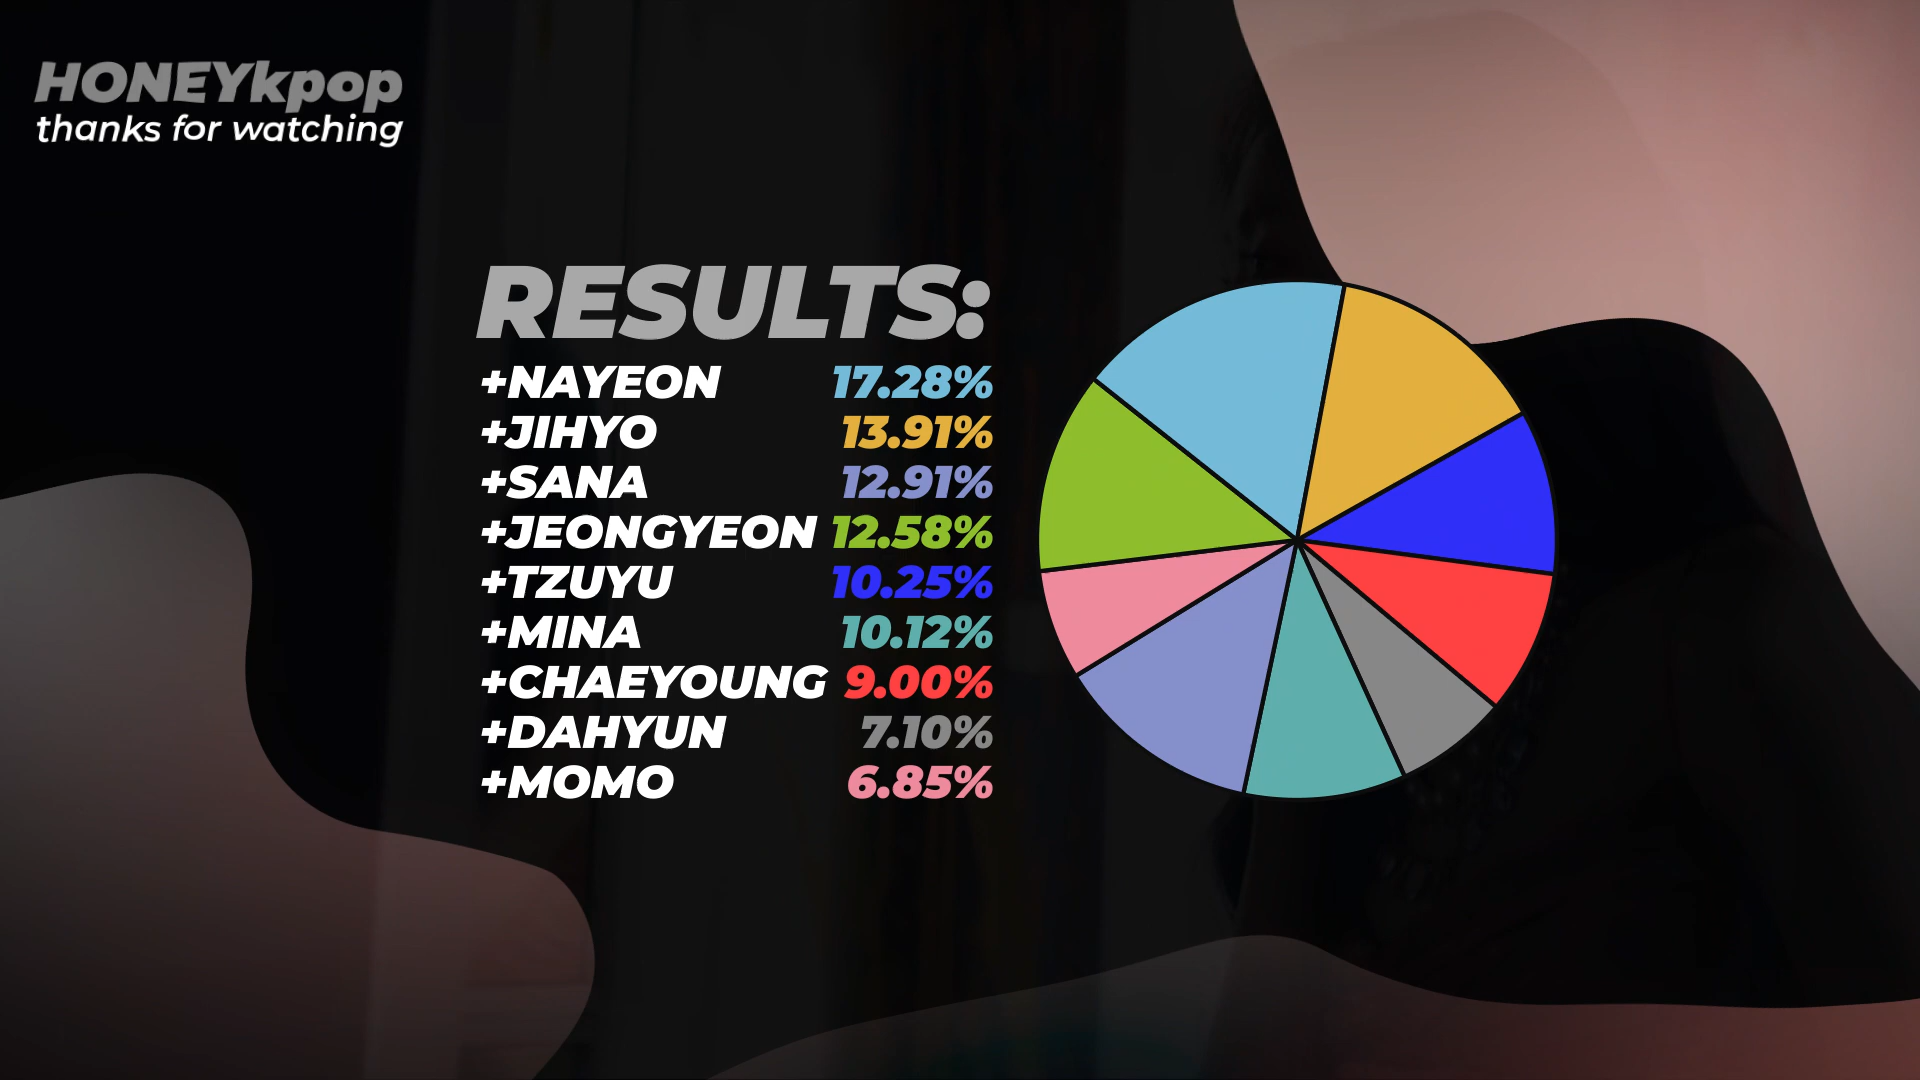 HONEYkpop
thanks for watching
RESULTS:
+NAYEON 17.28%
+JIHYO 13.91%
+SANA 12.91%
+JEONGYEON 12.58%
+TZUYU 10.25%
+MINA 10.12%
+CHAEYOUNG 9.00%
+DAHYUN 7.10%
+MOMO 6.85%